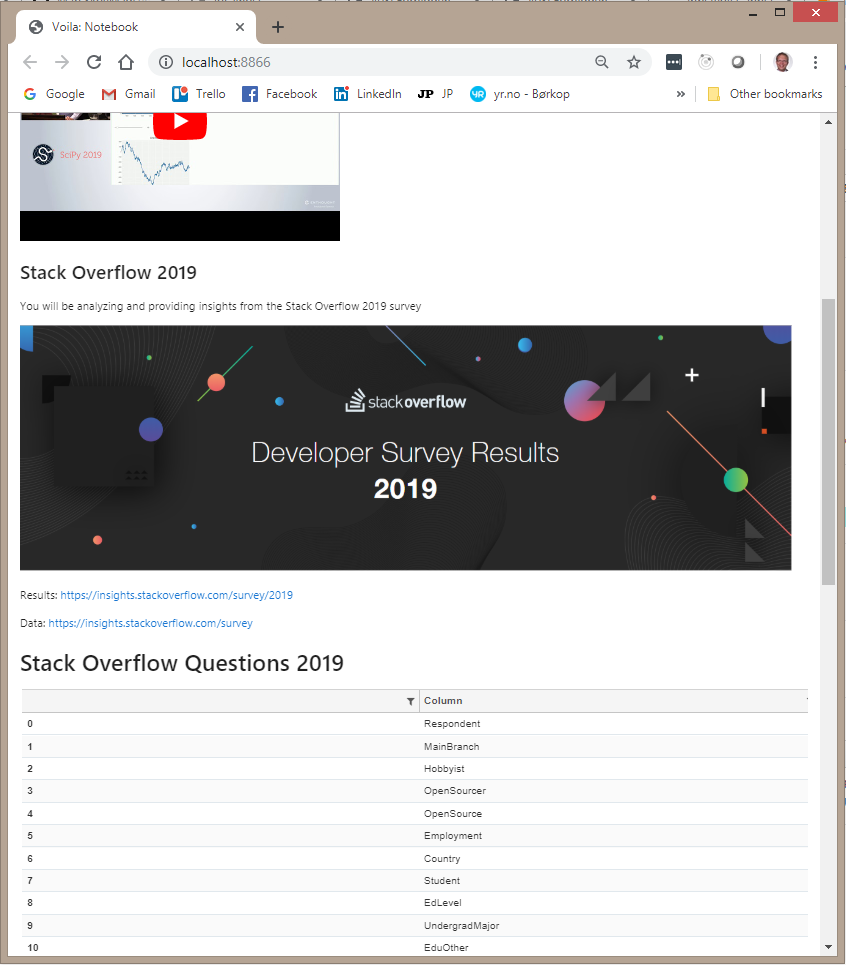 Voila: Notebook
localhost:8866
Google
Gmail
Trello
Facebook
LinkedIn
JP JP
yr.no - Børkop
»
Other bookmarks
SciPy 2019
Stack Overflow 2019
You will be analyzing and providing insights from the Stack Overflow 2019 survey
stackoverflow
Developer Survey Results
2019
Results: https://insights.stackoverflow.com/survey/2019
Data: https://insights.stackoverflow.com/survey
Stack Overflow Questions 2019
Column
0 Respondent
1 MainBranch
2 Hobbyist
3 OpenSourcer
4 OpenSource
5 Employment
6 Country
7 Student
8 EdLevel
9 UndergradMajor
10 EduOther